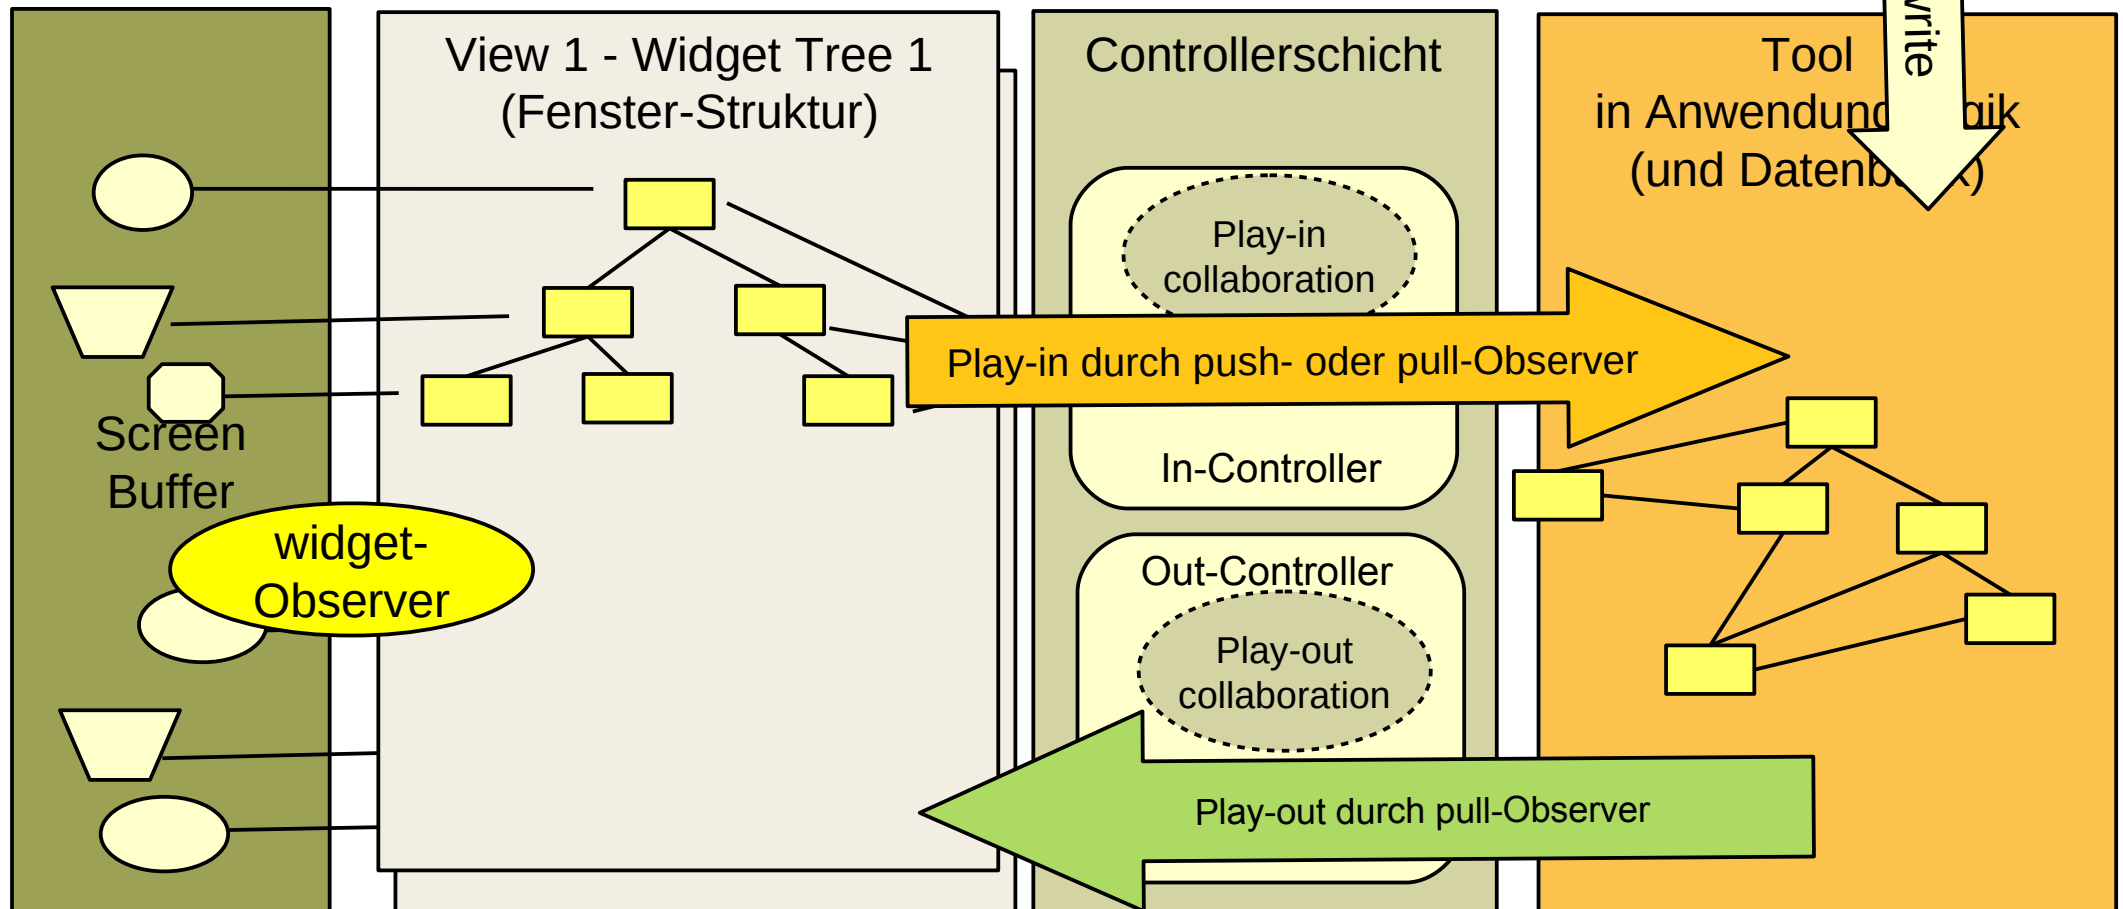 View 1 - Widget Tree 1
(Fenster-Struktur)
Controllerschicht
Tool
in Anwendung
(und Datenb
Play-in
collaboration
Play-in durch push- oder pull-Observer
In-Controller
Screen
Buffer
widget-
Observer
Out-Controller
Play-out
collaboration
Play-out durch pull-Observer